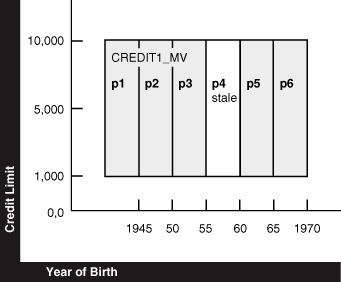 10,000
CREDIT1_MV
p1 p2 p3 p4 p5 p6
stale
5,000
1,000
0,0
1945 50 55 60 65 1970
Credit Limit
Year of Birth